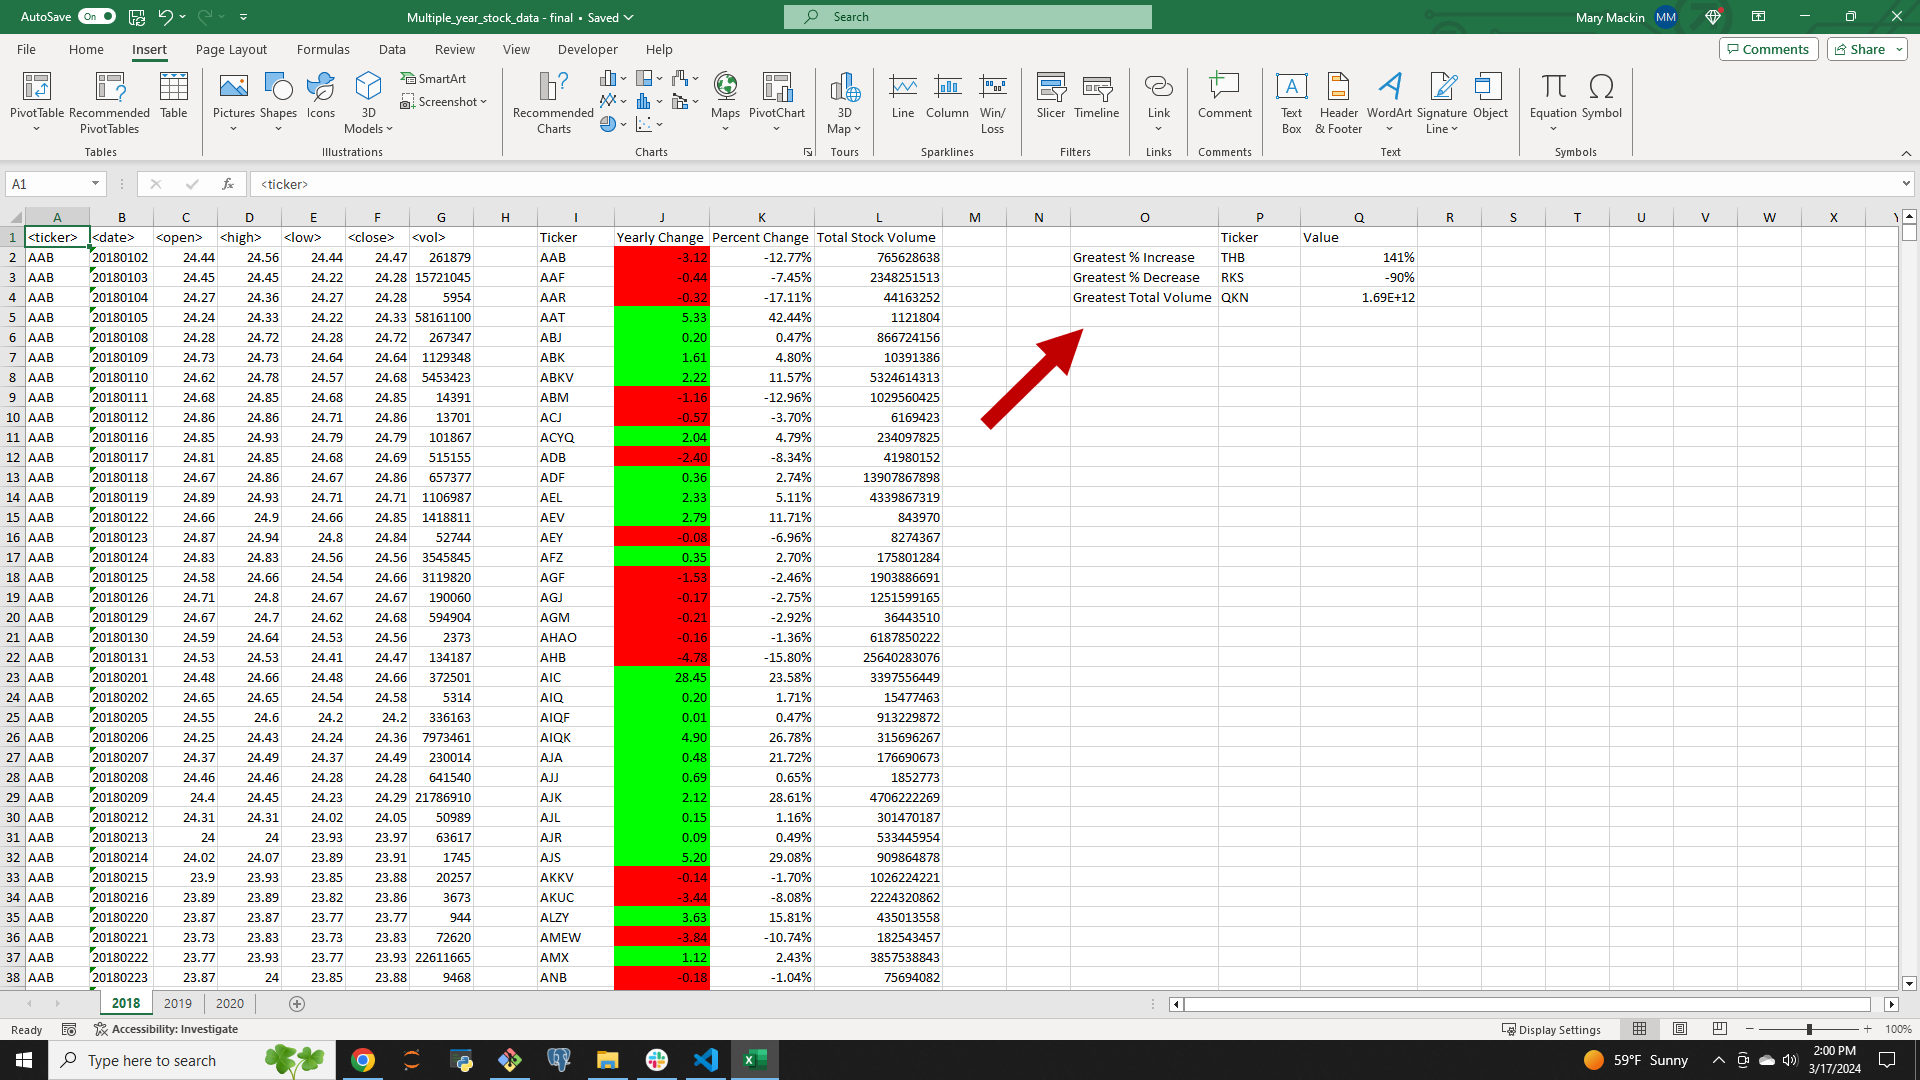 AutoSave On Multiple_year_stock_data - final • Saved Search Mary Mackin MM
File Home Insert Page Layout Formulas Data Review View Developer Help Comments Share
PivotTable Recommended PivotTables Table Pictures Shapes Icons 3D Models SmartArt Screenshot Recommended Charts Maps PivotChart 3D Map Line Column Win/Loss Slicer Timeline Link Comment Text Box Header & Footer WordArt Signature Line Object Equation Symbol
Tables Illustrations Charts Tours Sparklines Filters Links Comments Text Symbols
A1 fx <ticker>
A B C D E F G H I J K L M N O P Q R S T U V W X Y
1 <ticker> <date> <open> <high> <low> <close> <vol> Ticker Yearly Change Percent Change Total Stock Volume Ticker Value
2 AAB 20180102 24.44 24.56 24.44 24.47 261879 AAB -3.12 -12.77% 765628638 Greatest % Increase THB 141%
3 AAB 20180103 24.45 24.45 24.22 24.28 15721045 AAF -0.44 -7.45% 2348251513 Greatest % Decrease RKS -90%
4 AAB 20180104 24.27 24.36 24.27 24.28 5954 AAR -0.32 -17.11% 44163252 Greatest Total Volume QKN 1.69E+12
5 AAB 20180105 24.24 24.33 24.22 24.33 58161100 AAT 5.33 42.44% 1121804
6 AAB 20180108 24.28 24.72 24.28 24.72 267347 ABJ 0.20 0.47% 866724156
7 AAB 20180109 24.73 24.73 24.64 24.64 1129348 ABK 1.61 4.80% 10391386
8 AAB 20180110 24.62 24.78 24.57 24.68 5453423 ABKV 2.22 11.57% 5324614313
9 AAB 20180111 24.68 24.85 24.68 24.85 14391 ABM -1.16 -12.96% 1029560425
10 AAB 20180112 24.86 24.86 24.71 24.86 13701 ACJ -0.57 -3.70% 6169423
11 AAB 20180116 24.85 24.93 24.79 24.79 101867 ACYQ 2.04 4.79% 234097825
12 AAB 20180117 24.81 24.85 24.68 24.69 515155 ADB -2.40 -8.34% 41980152
13 AAB 20180118 24.67 24.86 24.67 24.86 657377 ADF 0.36 2.74% 13907867898
14 AAB 20180119 24.89 24.93 24.71 24.71 1106987 AEL 2.33 5.11% 4339867319
15 AAB 20180122 24.66 24.9 24.66 24.85 1418811 AEV 2.79 11.71% 843970
16 AAB 20180123 24.87 24.94 24.8 24.84 52744 AEY -0.08 -6.96% 8274367
17 AAB 20180124 24.83 24.83 24.56 24.56 3545845 AFZ 0.35 2.70% 175801284
18 AAB 20180125 24.58 24.66 24.54 24.66 3119820 AGF -1.53 -2.46% 1903886691
19 AAB 20180126 24.71 24.8 24.67 24.67 190060 AGJ -0.17 -2.75% 1251599165
20 AAB 20180129 24.67 24.7 24.62 24.68 594904 AGM -0.21 -2.92% 36443510
21 AAB 20180130 24.59 24.64 24.53 24.56 2373 AHAO -0.16 -1.36% 6187850222
22 AAB 20180131 24.53 24.53 24.41 24.47 134187 AHB -4.78 -15.80% 25640283076
23 AAB 20180201 24.48 24.66 24.48 24.66 372501 AIC 28.45 23.58% 3397556449
24 AAB 20180202 24.65 24.65 24.54 24.58 5314 AIQ 0.20 1.71% 15477463
25 AAB 20180205 24.55 24.6 24.2 24.2 336163 AIQF 0.01 0.47% 913229872
26 AAB 20180206 24.25 24.43 24.24 24.36 7973461 AIQK 4.90 26.78% 315696267
27 AAB 20180207 24.37 24.49 24.37 24.49 230014 AJA 0.48 21.72% 176690673
28 AAB 20180208 24.46 24.46 24.28 24.28 641540 AJJ 0.69 0.65% 1852773
29 AAB 20180209 24.4 24.45 24.23 24.29 21786910 AJK 2.12 28.61% 4706222269
30 AAB 20180212 24.31 24.31 24.02 24.05 50989 AJL 0.15 1.16% 301470187
31 AAB 20180213 24 24 23.93 23.97 63617 AJR 0.09 0.49% 533445954
32 AAB 20180214 24.02 24.07 23.89 23.91 1745 AJS 5.20 29.08% 909864878
33 AAB 20180215 23.9 23.93 23.85 23.88 20257 AKKV -0.14 -1.70% 1026224221
34 AAB 20180216 23.89 23.89 23.82 23.86 3673 AKUC -3.44 -8.08% 2224320862
35 AAB 20180220 23.87 23.87 23.77 23.77 944 ALZY 3.63 15.81% 435013558
36 AAB 20180221 23.73 23.83 23.73 23.83 72620 AMEW -3.84 -10.74% 182543457
37 AAB 20180222 23.77 23.93 23.77 23.93 22611665 AMX 1.12 2.43% 3857538843
38 AAB 20180223 23.87 24 23.85 23.88 9468 ANB -0.18 -1.04% 75694082
2018 2019 2020
Ready Accessibility: Investigate Display Settings 100%
Type here to search 59°F Sunny 2:00 PM
3/17/2024